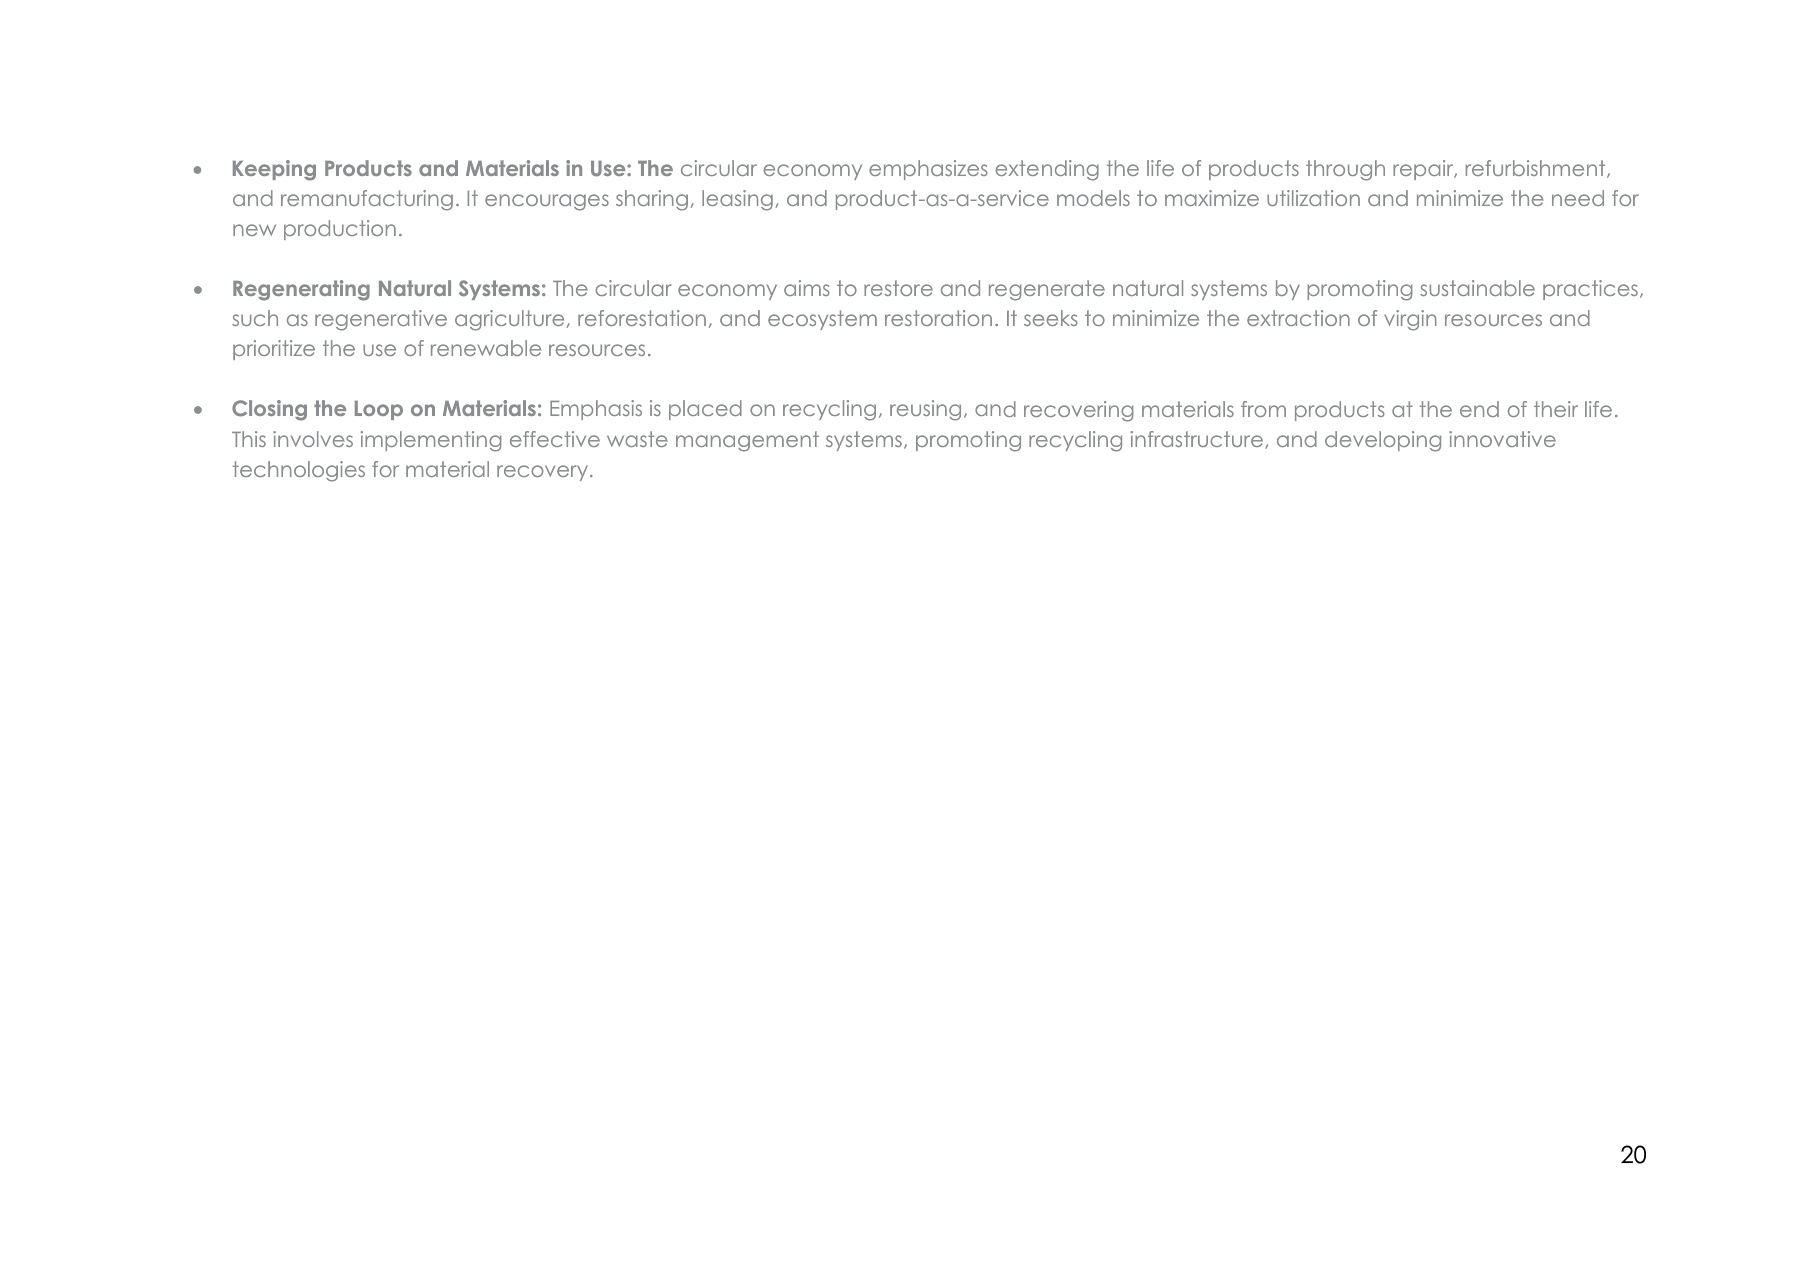 • Keeping Products and Materials in Use: The circular economy emphasizes extending the life of products through repair, refurbishment,
and remanufacturing. It encourages sharing, leasing, and product-as-a-service models to maximize utilization and minimize the need for
new production.
• Regenerating Natural Systems: The circular economy aims to restore and regenerate natural systems by promoting sustainable practices,
such as regenerative agriculture, reforestation, and ecosystem restoration. It seeks to minimize the extraction of virgin resources and
prioritize the use of renewable resources.
• Closing the Loop on Materials: Emphasis is placed on recycling, reusing, and recovering materials from products at the end of their life.
This involves implementing effective waste management systems, promoting recycling infrastructure, and developing innovative
technologies for material recovery.
20